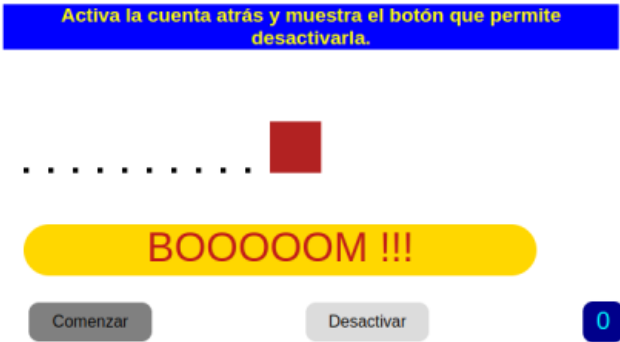 Activa la cuenta atrás y muestra el botón que permite
desactivarla.
. . . . . . . . . .
BOOOOOM !!!
Comenzar
Desactivar
0